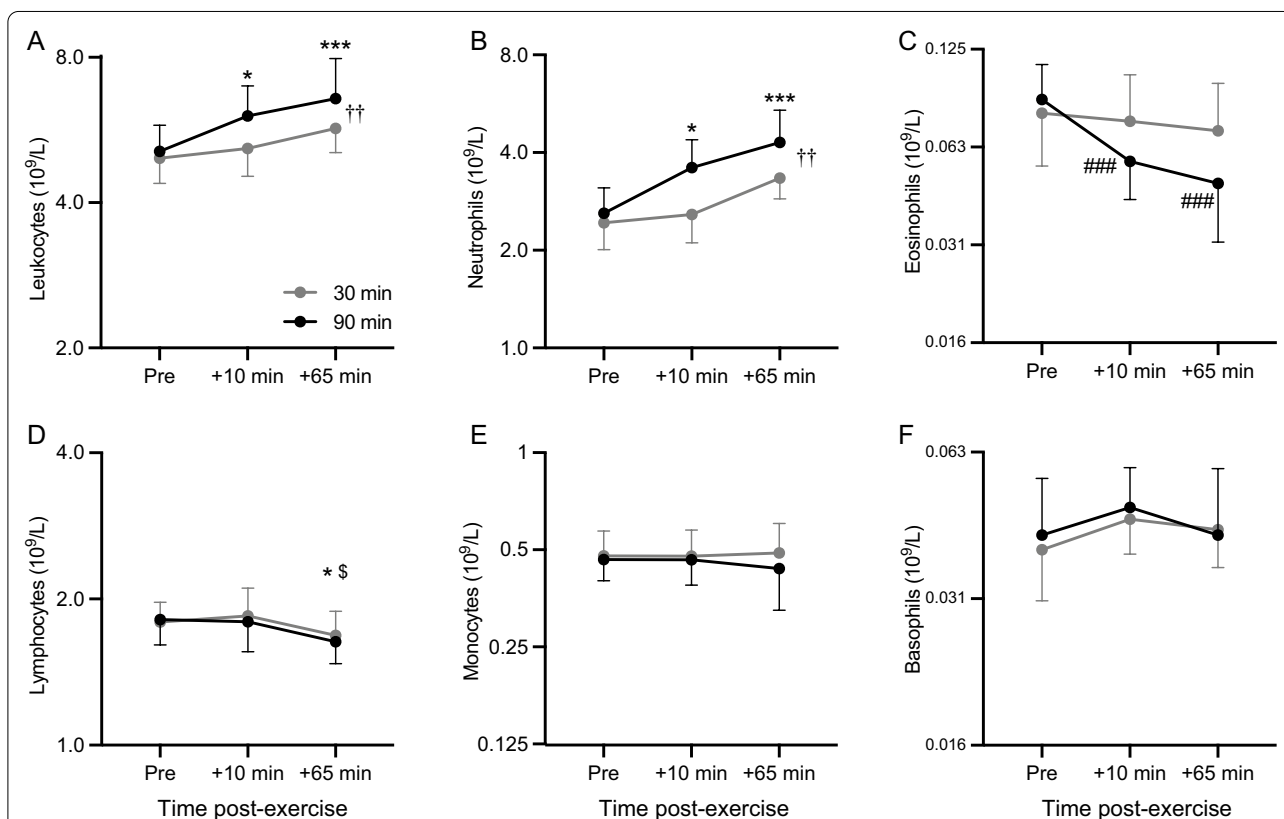 A
Leukocytes (10⁹/L)
8.0
4.0
2.0
*
***
††
30 min
90 min
Pre
+10 min
+65 min
B
Neutrophils (10⁹/L)
8.0
4.0
2.0
1.0
*
***
††
Pre
+10 min
+65 min
C
Eosinophils (10⁹/L)
0.125
0.063
0.031
0.016
###
###
Pre
+10 min
+65 min
D
Lymphocytes (10⁹/L)
4.0
2.0
1.0
* $
Pre
+10 min
+65 min
Time post-exercise
E
Monocytes (10⁹/L)
1
0.5
0.25
0.125
Pre
+10 min
+65 min
Time post-exercise
F
Basophils (10⁹/L)
0.063
0.031
0.016
Pre
+10 min
+65 min
Time post-exercise